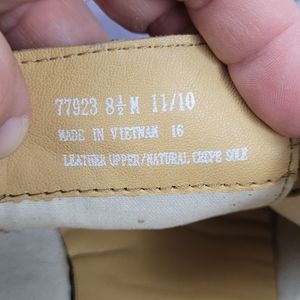 77923 8½ M 11/10
MADE IN VIETNAM 16
LEATHER UPPER/NATURAL CREPE SOLE